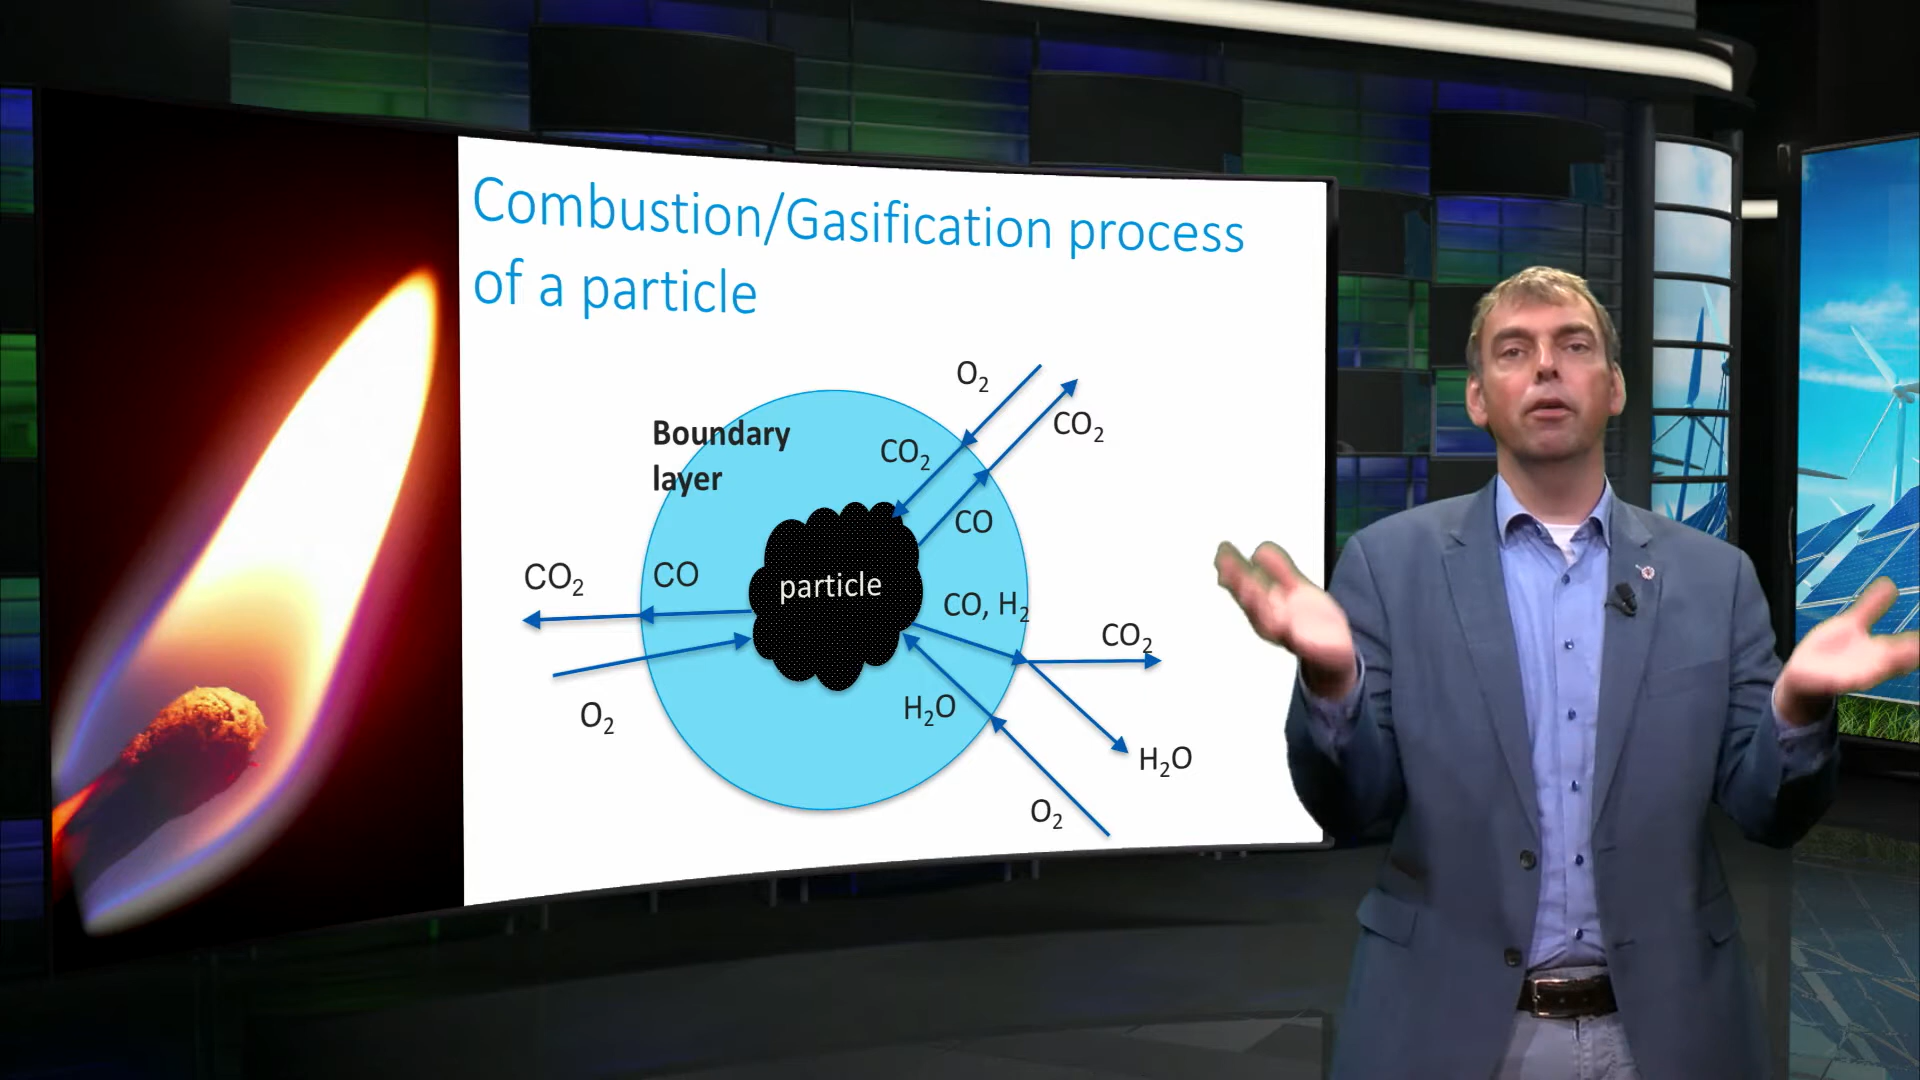 Combustion/Gasification process
of a particle
O₂
CO₂
Boundary
layer
CO₂
CO
particle
CO₂
CO
CO, H₂
CO₂
O₂
H₂O
H₂O
O₂